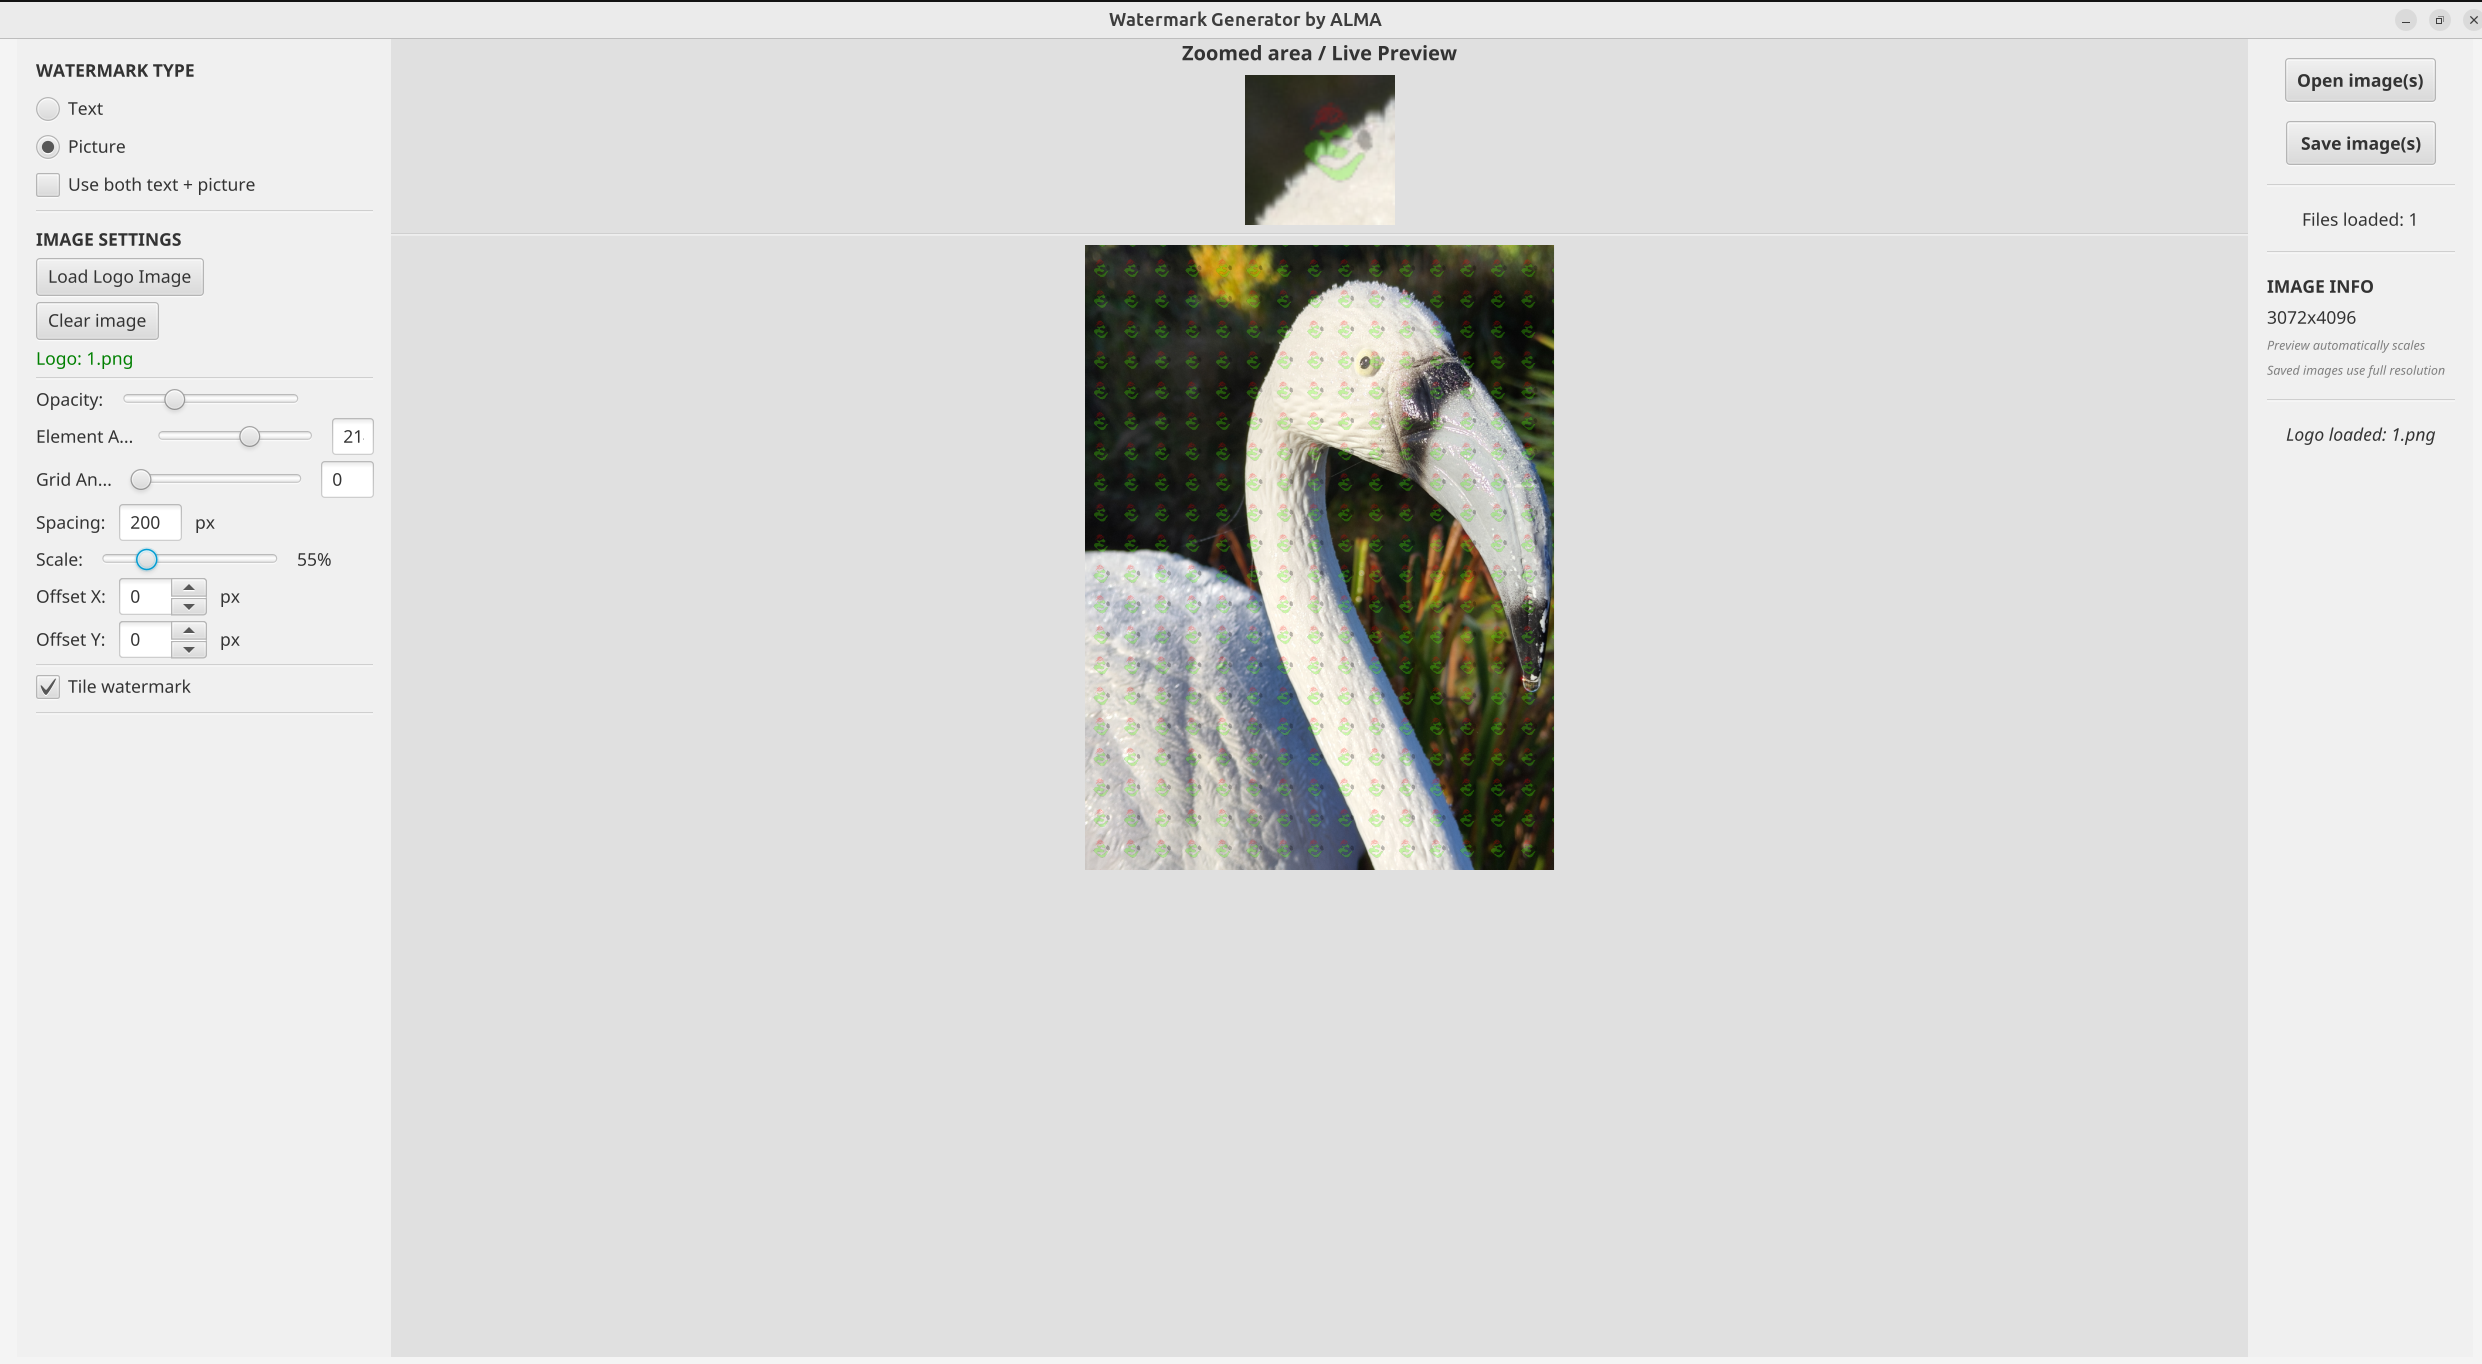 Watermark Generator by ALMA
WATERMARK TYPE
Text
Picture
Use both text + picture
IMAGE SETTINGS
Load Logo Image
Clear image
Logo: 1.png
Opacity:
Element A...
21
Grid An...
0
Spacing:
200
px
Scale:
55%
Offset X:
0
px
Offset Y:
0
px
Tile watermark
Zoomed area / Live Preview
Open image(s)
Save image(s)
Files loaded: 1
IMAGE INFO
3072x4096
Preview automatically scales
Saved images use full resolution
Logo loaded: 1.png